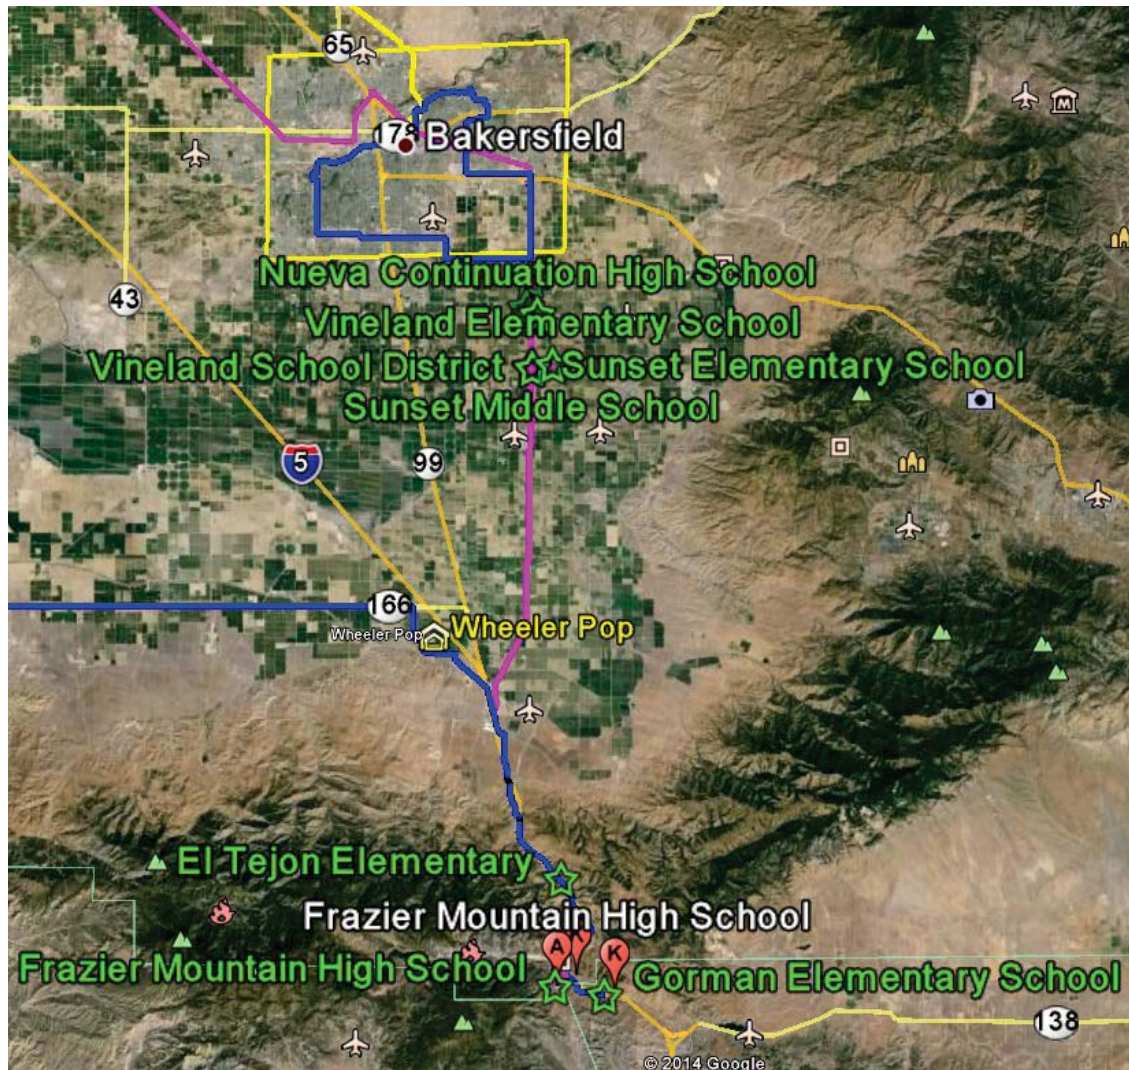 65
178
Bakersfield
Nueva Continuation High School
43
Vineland Elementary School
Vineland School District
Sunset Elementary School
Sunset Middle School
5
99
166
Wheeler Pop
Wheeler Pop
El Tejon Elementary
Frazier Mountain High School
A
K
Frazier Mountain High School
Gorman Elementary School
138
© 2014 Google